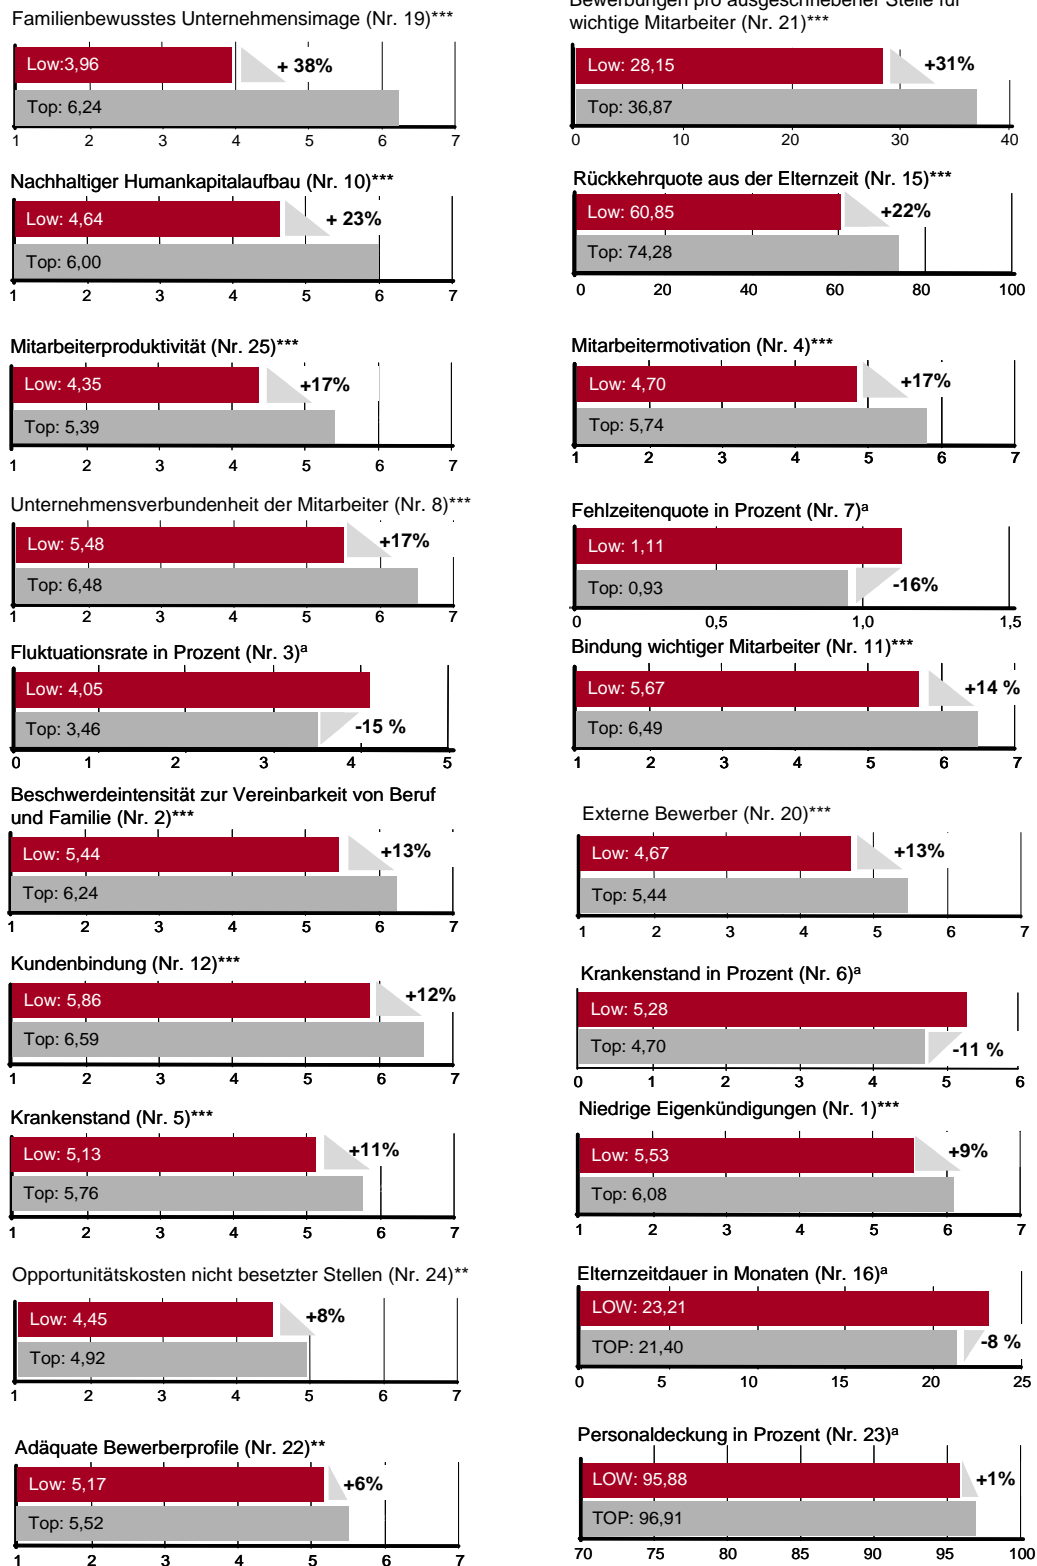 Familienbewusstes Unternehmensimage (Nr. 19)***
Low:3,96
+ 38%
Top: 6,24
1 2 3 4 5 6 7
Bewerbungen pro ausgeschriebener Stelle für
wichtige Mitarbeiter (Nr. 21)***
Low: 28,15
+31%
Top: 36,87
0 10 20 30 40
Nachhaltiger Humankapitalaufbau (Nr. 10)***
Low: 4,64
+ 23%
Top: 6,00
1 2 3 4 5 6 7
Rückkehrquote aus der Elternzeit (Nr. 15)***
Low: 60,85
+22%
Top: 74,28
0 20 40 60 80 100
Mitarbeiterproduktivität (Nr. 25)***
Low: 4,35
+17%
Top: 5,39
1 2 3 4 5 6 7
Mitarbeitermotivation (Nr. 4)***
Low: 4,70
+17%
Top: 5,74
1 2 3 4 5 6 7
Unternehmensverbundenheit der Mitarbeiter (Nr. 8)***
Low: 5,48
+17%
Top: 6,48
1 2 3 4 5 6 7
Fehlzeitenquote in Prozent (Nr. 7)ª
Low: 1,11
Top: 0,93
-16%
0 0,5 1,0 1,5
Fluktuationsrate in Prozent (Nr. 3)ª
Low: 4,05
Top: 3,46
-15 %
0 1 2 3 4 5
Bindung wichtiger Mitarbeiter (Nr. 11)***
Low: 5,67
+14 %
Top: 6,49
1 2 3 4 5 6 7
Beschwerdeintensität zur Vereinbarkeit von Beruf
und Familie (Nr. 2)***
Low: 5,44
+13%
Top: 6,24
1 2 3 4 5 6 7
Externe Bewerber (Nr. 20)***
Low: 4,67
+13%
Top: 5,44
1 2 3 4 5 6 7
Kundenbindung (Nr. 12)***
Low: 5,86
+12%
Top: 6,59
1 2 3 4 5 6 7
Krankenstand in Prozent (Nr. 6)ª
Low: 5,28
Top: 4,70
-11 %
0 1 2 3 4 5 6
Krankenstand (Nr. 5)***
Low: 5,13
+11%
Top: 5,76
1 2 3 4 5 6 7
Niedrige Eigenkündigungen (Nr. 1)***
Low: 5,53
+9%
Top: 6,08
1 2 3 4 5 6 7
Opportunitätskosten nicht besetzter Stellen (Nr. 24)**
Low: 4,45
+8%
Top: 4,92
1 2 3 4 5 6 7
Elternzeitdauer in Monaten (Nr. 16)ª
LOW: 23,21
TOP: 21,40
-8 %
0 5 10 15 20 25
Adäquate Bewerberprofile (Nr. 22)**
Low: 5,17
+6%
Top: 5,52
1 2 3 4 5 6 7
Personaldeckung in Prozent (Nr. 23)ª
LOW: 95,88
+1%
TOP: 96,91
70 75 80 85 90 95 100